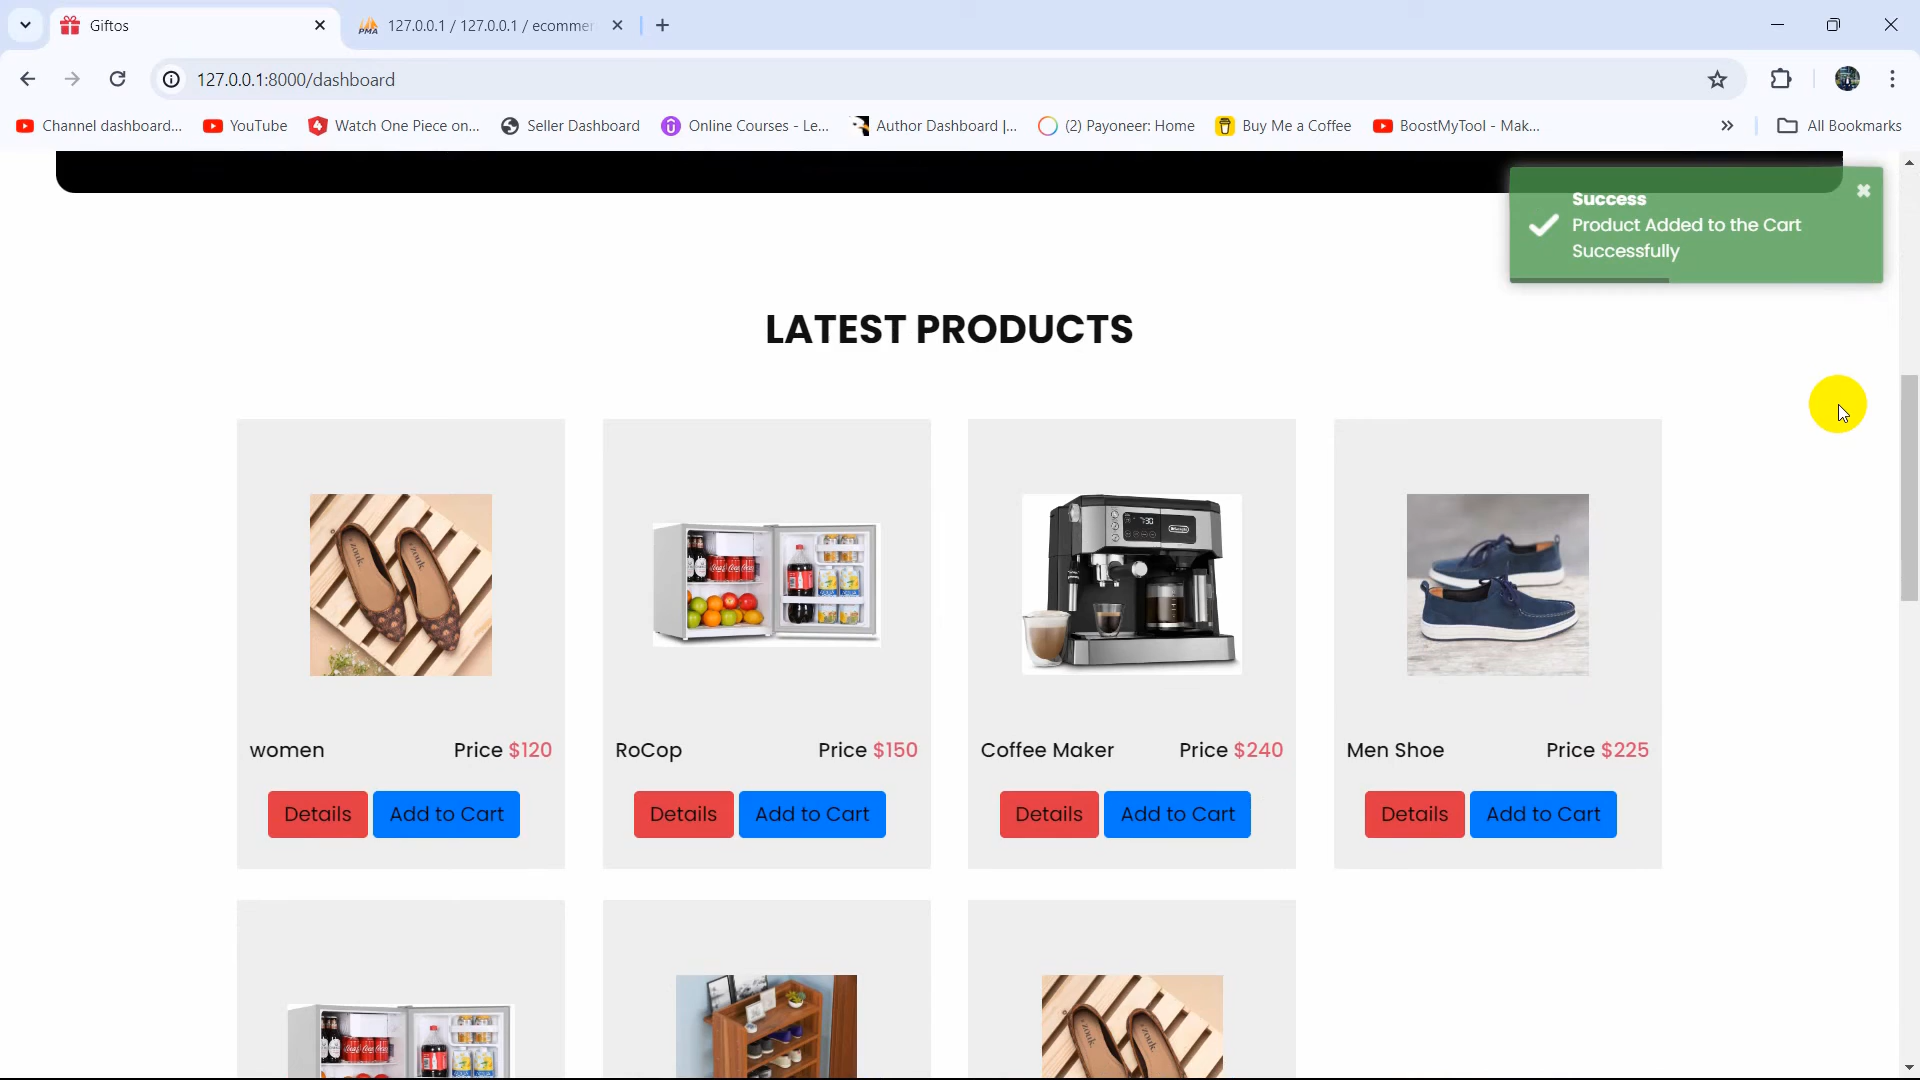 Giftos
127.0.0.1 / 127.0.0.1 / ecommer
127.0.0.1:8000/dashboard
Channel dashboard...
YouTube
Watch One Piece on...
Seller Dashboard
Online Courses - Le...
Author Dashboard |...
(2) Payoneer: Home
Buy Me a Coffee
BoostMyTool - Mak...
All Bookmarks
Success
Product Added to the Cart
Successfully
LATEST PRODUCTS
women Price $120
RoCop Price $150
Coffee Maker Price $240
Men Shoe Price $225
Details Add to Cart
Details Add to Cart
Details Add to Cart
Details Add to Cart